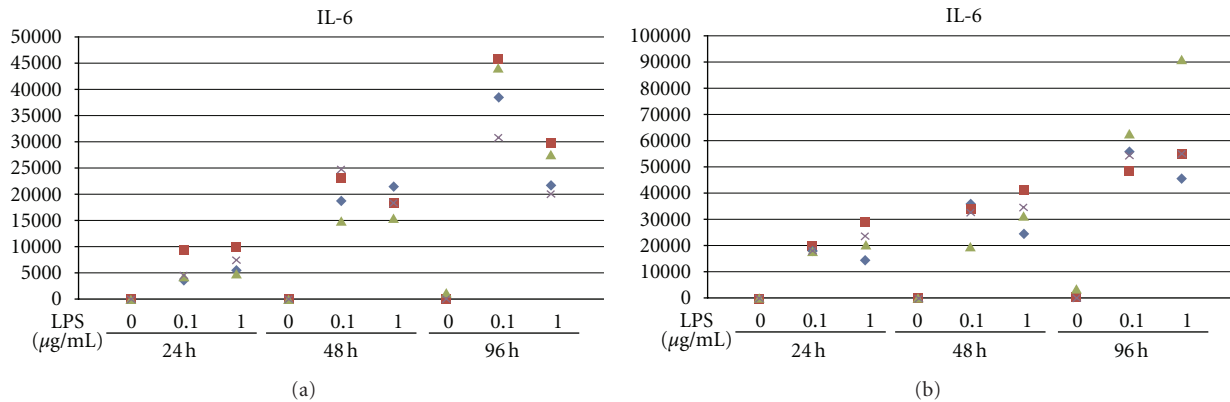 IL-6
50000
45000
40000
35000
30000
25000
20000
15000
10000
5000
0
LPS 0 0.1 1 0 0.1 1 0 0.1 1
(μg/mL)
24 h 48 h 96 h
(a)
IL-6
100000
90000
80000
70000
60000
50000
40000
30000
20000
10000
0
LPS 0 0.1 1 0 0.1 1 0 0.1 1
(μg/mL)
24 h 48 h 96 h
(b)